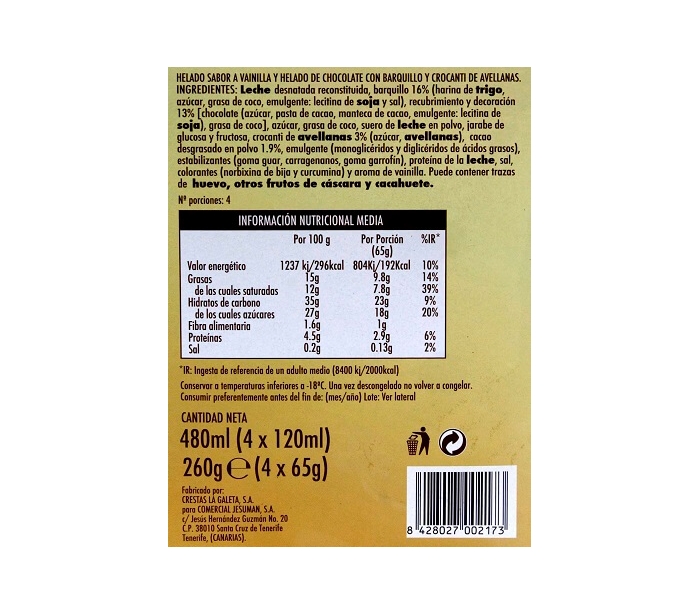 HELADO SABOR A VAINILLA Y HELADO DE CHOCOLATE CON BARQUILLO Y CROCANTI DE AVELLANAS.
INGREDIENTES: Leche desnatada reconstituida, barquillo 16% (harina de trigo,
azúcar, grasa de coco, emulgente: lecitina de soja y sal), recubrimiento y decoración
13% [chocolate (azúcar, pasta de cacao, manteca de cacao, emulgente: lecitina de
soja), grasa de coco], azúcar, grasa de coco, suero de leche en polvo, jarabe de
glucosa y fructosa, crocanti de avellanas 3% (azúcar, avellanas), cacao
desgrasado en polvo 1.9%, emulgente (monoglicéridos y diglicéridos de ácidos grasos),
estabilizantes (goma guar, carragenanos, goma garrofín), proteína de la leche, sal,
colorantes (norbixina de bija y curcumina) y aroma de vainilla. Puede contener trazas
de huevo, otros frutos de cáscara y cacahuete.
Nº porciones: 4
INFORMACIÓN NUTRICIONAL MEDIA
Por 100 g Por Porción %IR*
(65g)
Valor energético 1237 kj/296kcal 804Kj/192Kcal 10%
Grasas 15g 9.8g 14%
de las cuales saturadas 12g 7.8g 39%
Hidratos de carbono 35g 23g 9%
de los cuales azúcares 27g 18g 20%
Fibra alimentaria 1.6g 1g
Proteínas 4.5g 2.9g 6%
Sal 0.2g 0.13g 2%
*IR: Ingesta de referencia de un adulto medio (8400 kj/2000kcal)
Conservar a temperaturas inferiores a -18ºC. Una vez descongelado no volver a congelar.
Consumir preferentemente antes del fin de: (mes/año) Lote: Ver lateral
CANTIDAD NETA
480ml (4 x 120ml)
260g e (4 x 65g)
Fabricado por:
CRESTAS LA GALETA, S.A.
para COMERCIAL JESUMAN, S.A.
c/ Jesús Hernández Guzmán No. 20
C.P. 38010 Santa Cruz de Tenerife
Tenerife, (CANARIAS).
8 428027 002173